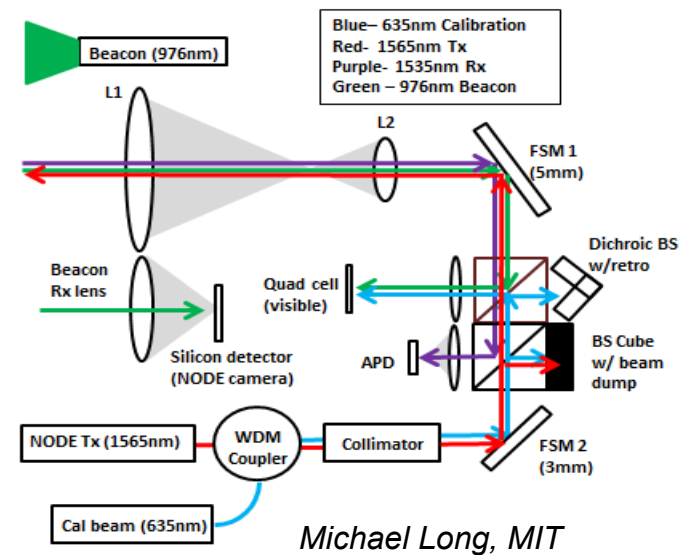 Blue– 635nm Calibration
Red- 1565nm Tx
Purple- 1535nm Rx
Green – 976nm Beacon
Beacon (976nm)
L1
L2
FSM 1
(5mm)
Dichroic BS
w/retro
Beacon
Rx lens
Quad cell
(visible)
Silicon detector
(NODE camera)
APD
BS Cube
w/ beam
dump
NODE Tx (1565nm)
WDM
Coupler
Collimator
FSM 2
(3mm)
Cal beam (635nm)
Michael Long, MIT